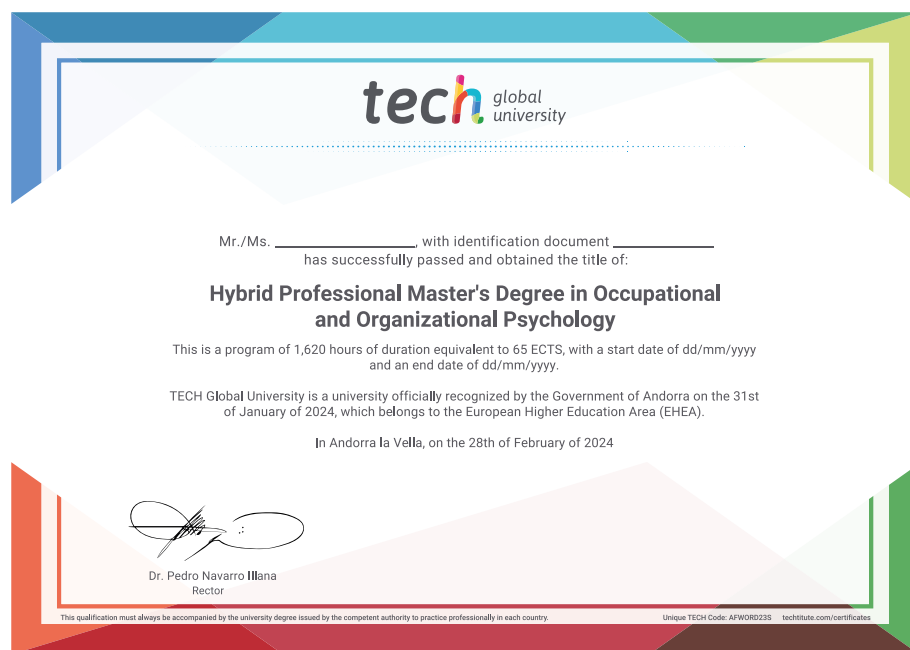 tech global
university
Mr./Ms. ____________________, with identification document ______________
has successfully passed and obtained the title of:
Hybrid Professional Master's Degree in Occupational
and Organizational Psychology
This is a program of 1,620 hours of duration equivalent to 65 ECTS, with a start date of dd/mm/yyyy
and an end date of dd/mm/yyyy.
TECH Global University is a university officially recognized by the Government of Andorra on the 31st
of January of 2024, which belongs to the European Higher Education Area (EHEA).
In Andorra la Vella, on the 28th of February of 2024
Dr. Pedro Navarro Illana
Rector
This qualification must always be accompanied by the university degree issued by the competent authority to practice professionally in each country.
Unique TECH Code: AFWORD23S techtitute.com/certificates